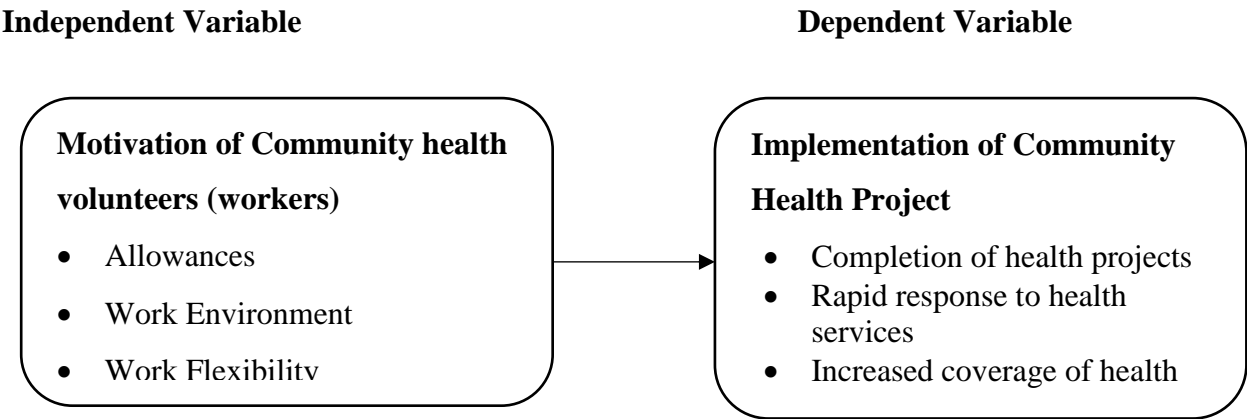 Independent Variable
Dependent Variable
Motivation of Community health
volunteers (workers)
• Allowances
• Work Environment
• Work Flexibility
Implementation of Community
Health Project
• Completion of health projects
• Rapid response to health
services
• Increased coverage of health